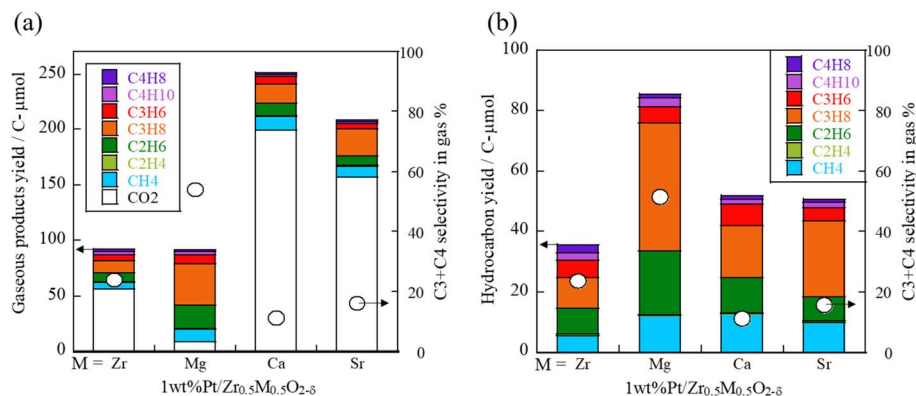 (a)
Gaseous products yield / C-μmol
250
200
150
100
50
0
C4H8
C4H10
C3H6
C3H8
C2H6
C2H4
CH4
CO2
100
80
60
40
20
0
C3+C4 selectivity in gas %
M = Zr Mg Ca Sr
1wt%Pt/Zr0.5M0.5O2-δ
(b)
Hydrocarbon yield / C-μmol
100
80
60
40
20
0
C4H8
C4H10
C3H6
C3H8
C2H6
C2H4
CH4
100
80
60
40
20
0
C3+C4 selectivity in gas %
M = Zr Mg Ca Sr
1wt%Pt/Zr0.5M0.5O2-δ